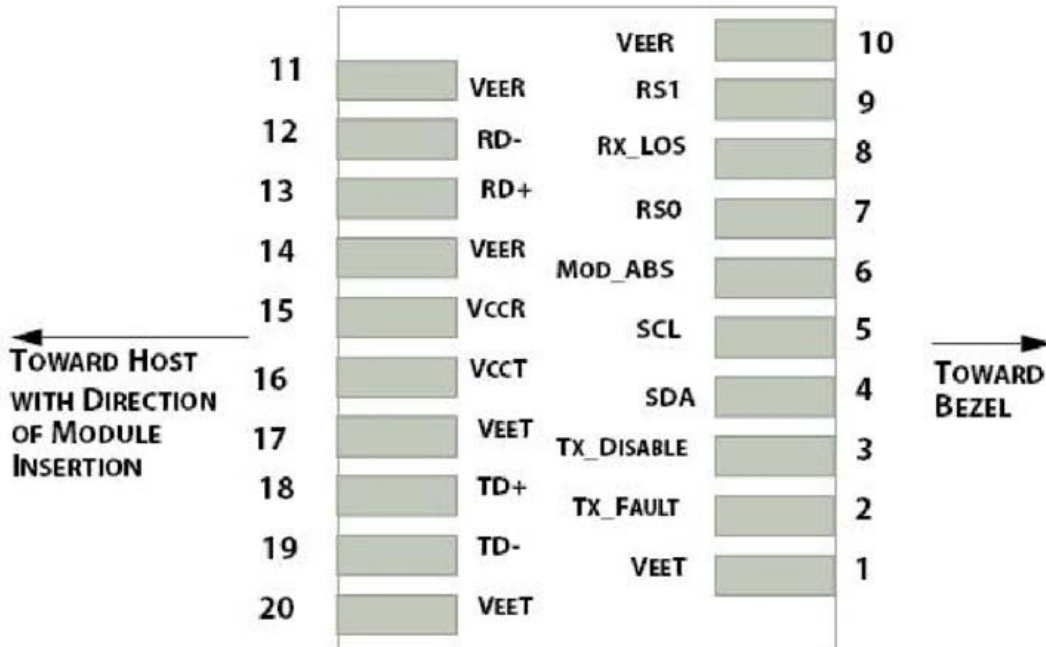 11 VEER
12 RD-
13 RD+
14 VEER
15 VCCR
16 VCCT
17 VEET
18 TD+
19 TD-
20 VEET
VEER 10
RS1 9
RX_LOS 8
RS0 7
MOD_ABS 6
SCL 5
SDA 4
TX_DISABLE 3
TX_FAULT 2
VEET 1
TOWARD HOST
WITH DIRECTION
OF MODULE
INSERTION
TOWARD
BEZEL